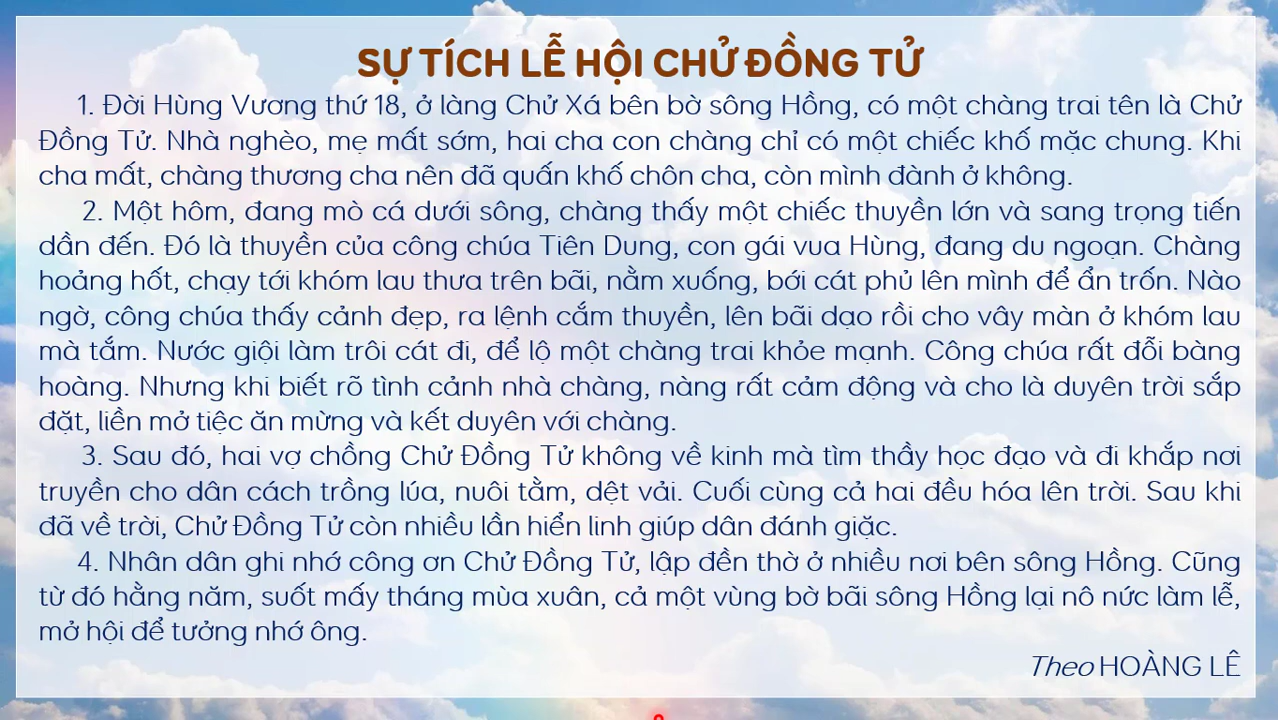 SỰ TÍCH LỄ HỘI CHỬ ĐỒNG TỬ
1. Đời Hùng Vương thứ 18, ở làng Chử Xá bên bờ sông Hồng, có một chàng trai tên là Chử
Đồng Tử. Nhà nghèo, mẹ mất sớm, hai cha con chàng chỉ có một chiếc khố mặc chung. Khi
cha mất, chàng thương cha nên đã quấn khố chôn cha, còn mình đành ở không.
2. Một hôm, đang mò cá dưới sông, chàng thấy một chiếc thuyền lớn và sang trọng tiến
dần đến. Đó là thuyền của công chúa Tiên Dung, con gái vua Hùng, đang du ngoạn. Chàng
hoảng hốt, chạy tới khóm lau thưa trên bãi, nằm xuống, bới cát phủ lên mình để ẩn trốn. Nào
ngờ, công chúa thấy cảnh đẹp, ra lệnh cắm thuyền, lên bãi dạo rồi cho vây màn ở khóm lau
mà tắm. Nước giội làm trôi cát đi, để lộ một chàng trai khỏe mạnh. Công chúa rất đỗi bàng
hoàng. Nhưng khi biết rõ tình cảnh nhà chàng, nàng rất cảm động và cho là duyên trời sắp
đặt, liền mở tiệc ăn mừng và kết duyên với chàng.
3. Sau đó, hai vợ chồng Chử Đồng Tử không về kinh mà tìm thầy học đạo và đi khắp nơi
truyền cho dân cách trồng lúa, nuôi tằm, dệt vải. Cuối cùng cả hai đều hóa lên trời. Sau khi
đã về trời, Chử Đồng Tử còn nhiều lần hiển linh giúp dân đánh giặc.
4. Nhân dân ghi nhớ công ơn Chử Đồng Tử, lập đền thờ ở nhiều nơi bên sông Hồng. Cũng
từ đó hằng năm, suốt mấy tháng mùa xuân, cả một vùng bờ bãi sông Hồng lại nô nức làm lễ,
mở hội để tưởng nhớ ông.
Theo HOÀNG LÊ